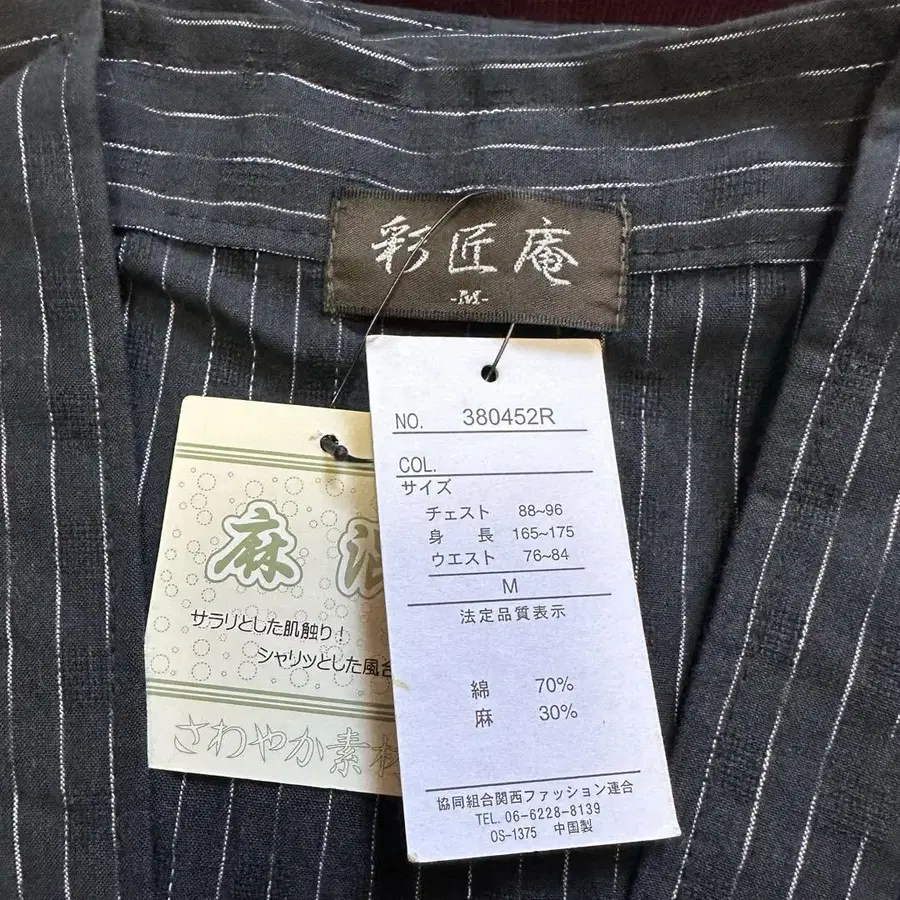 彩匠庵
-M-
NO. 380452R
COL.
サイズ
チェスト 88~96
身長 165~175
ウエスト 76~84
M
法定品質表示
綿 70%
麻 30%
協同組合関西ファッション連合
TEL. 06-6228-8139
OS-1375 中国製
麻
サラリとした肌触り!
シャリッとした風合
さわやか素材